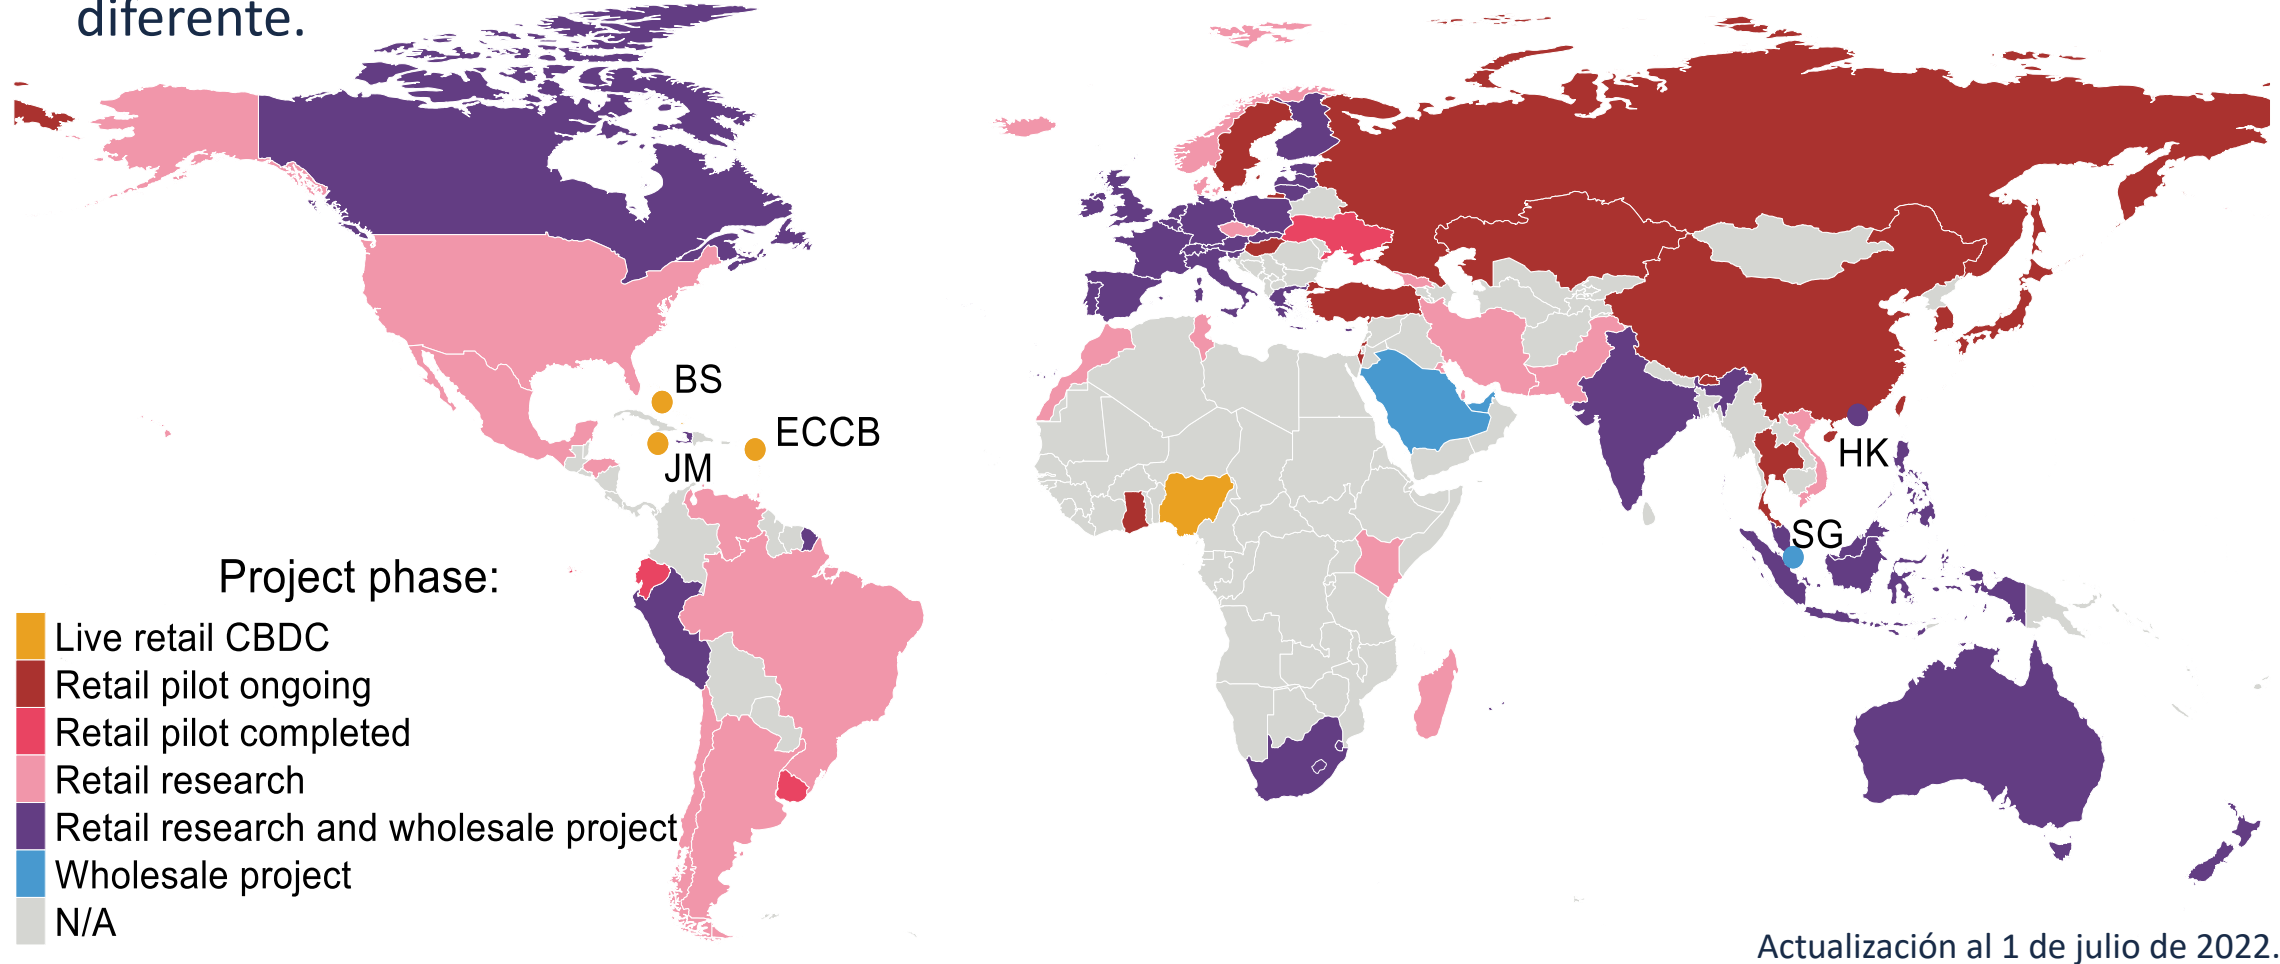 diferente.
BS
ECCB
JM
HK
SG
Project phase:
Live retail CBDC
Retail pilot ongoing
Retail pilot completed
Retail research
Retail research and wholesale project
Wholesale project
N/A
Actualización al 1 de julio de 2022.